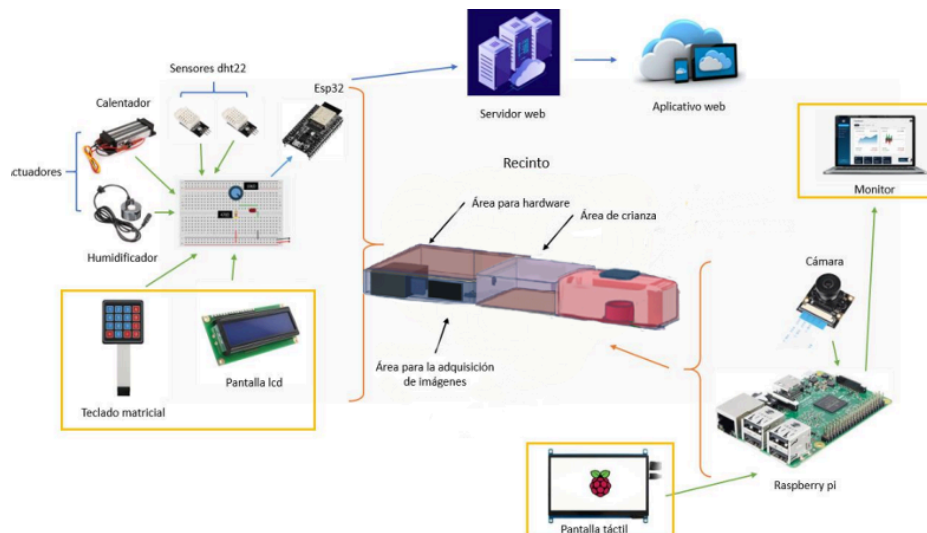 Sensores dht22
Esp32
Calentador
ctuadores
Humidificador
Teclado matricial
Pantalla lcd
Servidor web
Aplicativo web
Recinto
Área para hardware
Área de crianza
Área para la adquisición
de imágenes
Monitor
Cámara
Raspberry pi
Pantalla táctil